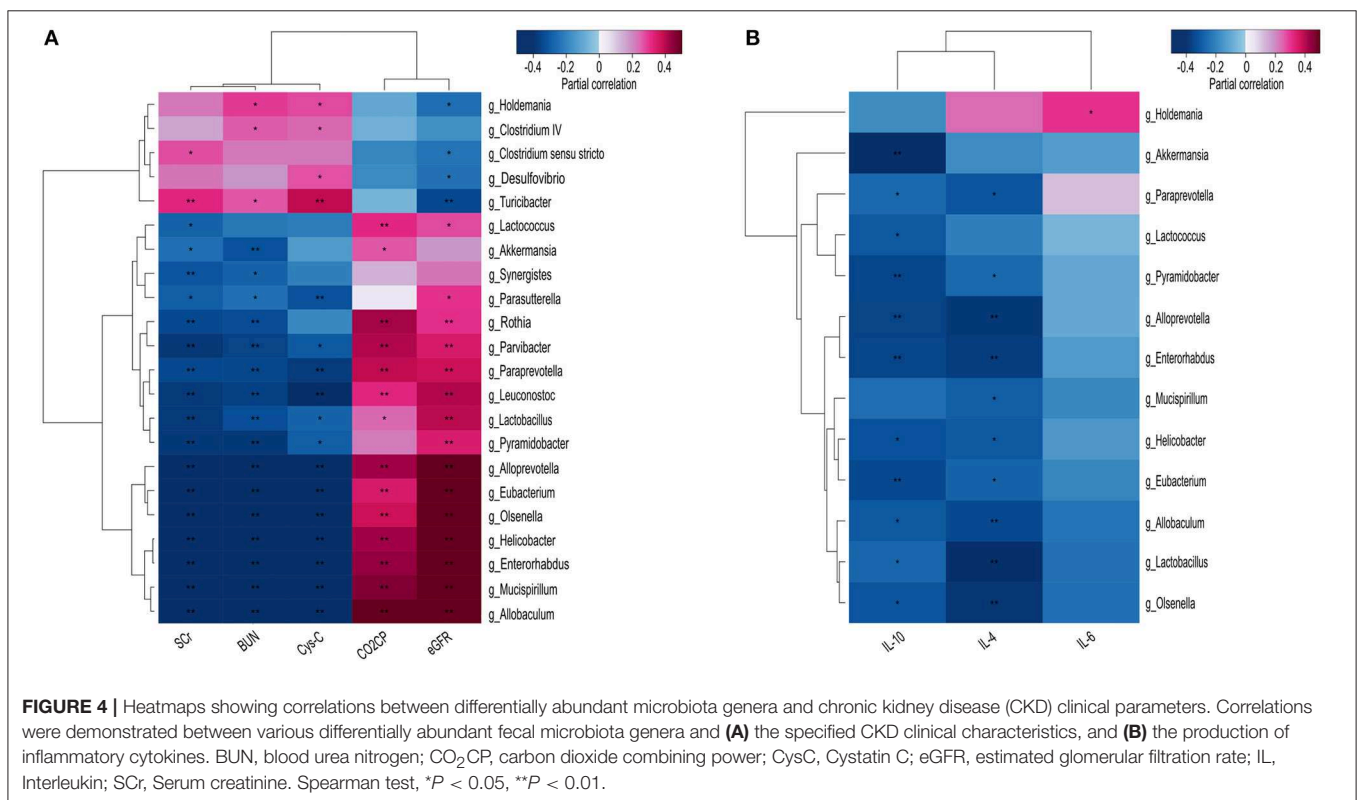 A
-0.4 -0.2 0 0.2 0.4
Partial correlation
g_Holdemania
* * *
g_Clostridium IV
* *
g_Clostridium sensu stricto
* *
g_Desulfovibrio
* *
g_Turicibacter
** * ** **
g_Lactococcus
* ** *
g_Akkermansia
* ** *
g_Synergistes
** *
g_Parasutterella
* * ** *
g_Rothia
** ** ** **
g_Parvibacter
** ** * ** **
g_Paraprevotella
** ** ** ** **
g_Leuconostoc
** ** ** ** **
g_Lactobacillus
** ** * * **
g_Pyramidobacter
** ** * **
g_Alloprevotella
** ** ** ** **
g_Eubacterium
** ** ** ** **
g_Olsenella
** ** ** ** **
g_Helicobacter
** ** ** ** **
g_Enterorhabdus
** ** ** ** **
g_Mucispirillum
** ** ** ** **
g_Allobaculum
** ** ** ** **
SCr BUN Cys-C CO2CP eGFR
B
-0.4 -0.2 0 0.2 0.4
Partial correlation
g_Holdemania
*
g_Akkermansia
**
g_Paraprevotella
* *
g_Lactococcus
*
g_Pyramidobacter
** *
g_Alloprevotella
** **
g_Enterorhabdus
** **
g_Mucispirillum
*
g_Helicobacter
* *
g_Eubacterium
** *
g_Allobaculum
* **
g_Lactobacillus
* **
g_Olsenella
* **
IL-10 IL-4 IL-6
FIGURE 4 | Heatmaps showing correlations between differentially abundant microbiota genera and chronic kidney disease (CKD) clinical parameters. Correlations
were demonstrated between various differentially abundant fecal microbiota genera and (A) the specified CKD clinical characteristics, and (B) the production of
inflammatory cytokines. BUN, blood urea nitrogen; CO₂CP, carbon dioxide combining power; CysC, Cystatin C; eGFR, estimated glomerular filtration rate; IL,
Interleukin; SCr, Serum creatinine. Spearman test, *P < 0.05, **P < 0.01.